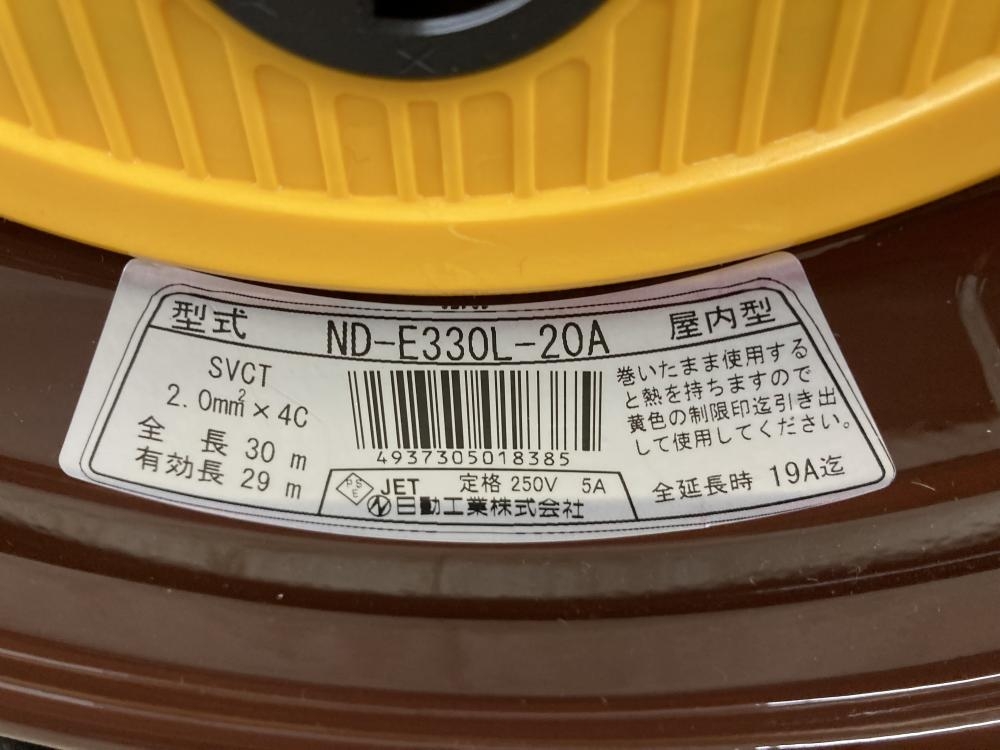 型式 ND-E330L-20A 屋内型
SVCT
2.0mm² × 4C
全 長 30 m
有効長 29 m
4937305018385
PSE JET 定格 250V 5A
日動工業株式会社
巻いたまま使用する
と熱を持ちますので
黄色の制限印迄引き出
して使用してください。
全延長時 19A迄